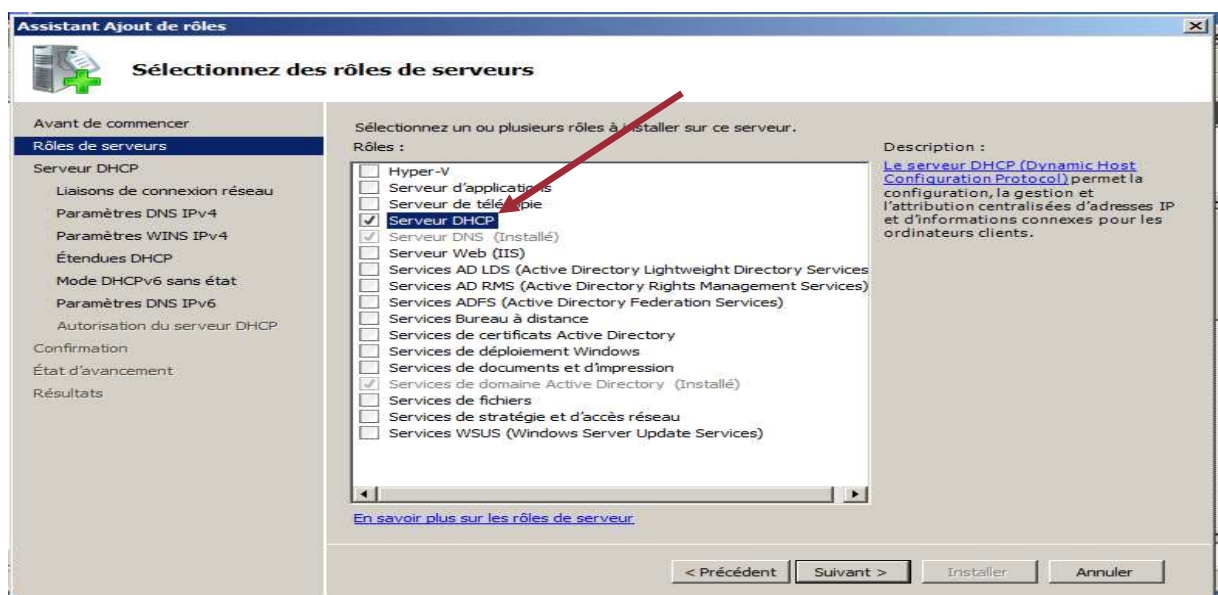 Assistant Ajout de rôles
Sélectionnez des rôles de serveurs
Avant de commencer
Rôles de serveurs
Serveur DHCP
Liaisons de connexion réseau
Paramètres DNS IPv4
Paramètres WINS IPv4
Étendues DHCP
Mode DHCPv6 sans état
Paramètres DNS IPv6
Autorisation du serveur DHCP
Confirmation
État d'avancement
Résultats
Sélectionnez un ou plusieurs rôles à installer sur ce serveur.
Rôles :
Hyper-V
Serveur d'applications
Serveur de télécopie
Serveur DHCP
Serveur DNS (Installé)
Serveur Web (IIS)
Services AD LDS (Active Directory Lightweight Directory Services
Services AD RMS (Active Directory Rights Management Services)
Services ADFS (Active Directory Federation Services)
Services Bureau à distance
Services de certificats Active Directory
Services de déploiement Windows
Services de documents et d'impression
Services de domaine Active Directory (Installé)
Services de fichiers
Services de stratégie et d'accès réseau
Services WSUS (Windows Server Update Services)
En savoir plus sur les rôles de serveur
Description :
Le serveur DHCP (Dynamic Host
Configuration Protocol) permet la
configuration, la gestion et
l'attribution centralisées d'adresses IP
et d'informations connexes pour les
ordinateurs clients.
< Précédent
Suivant >
Installer
Annuler